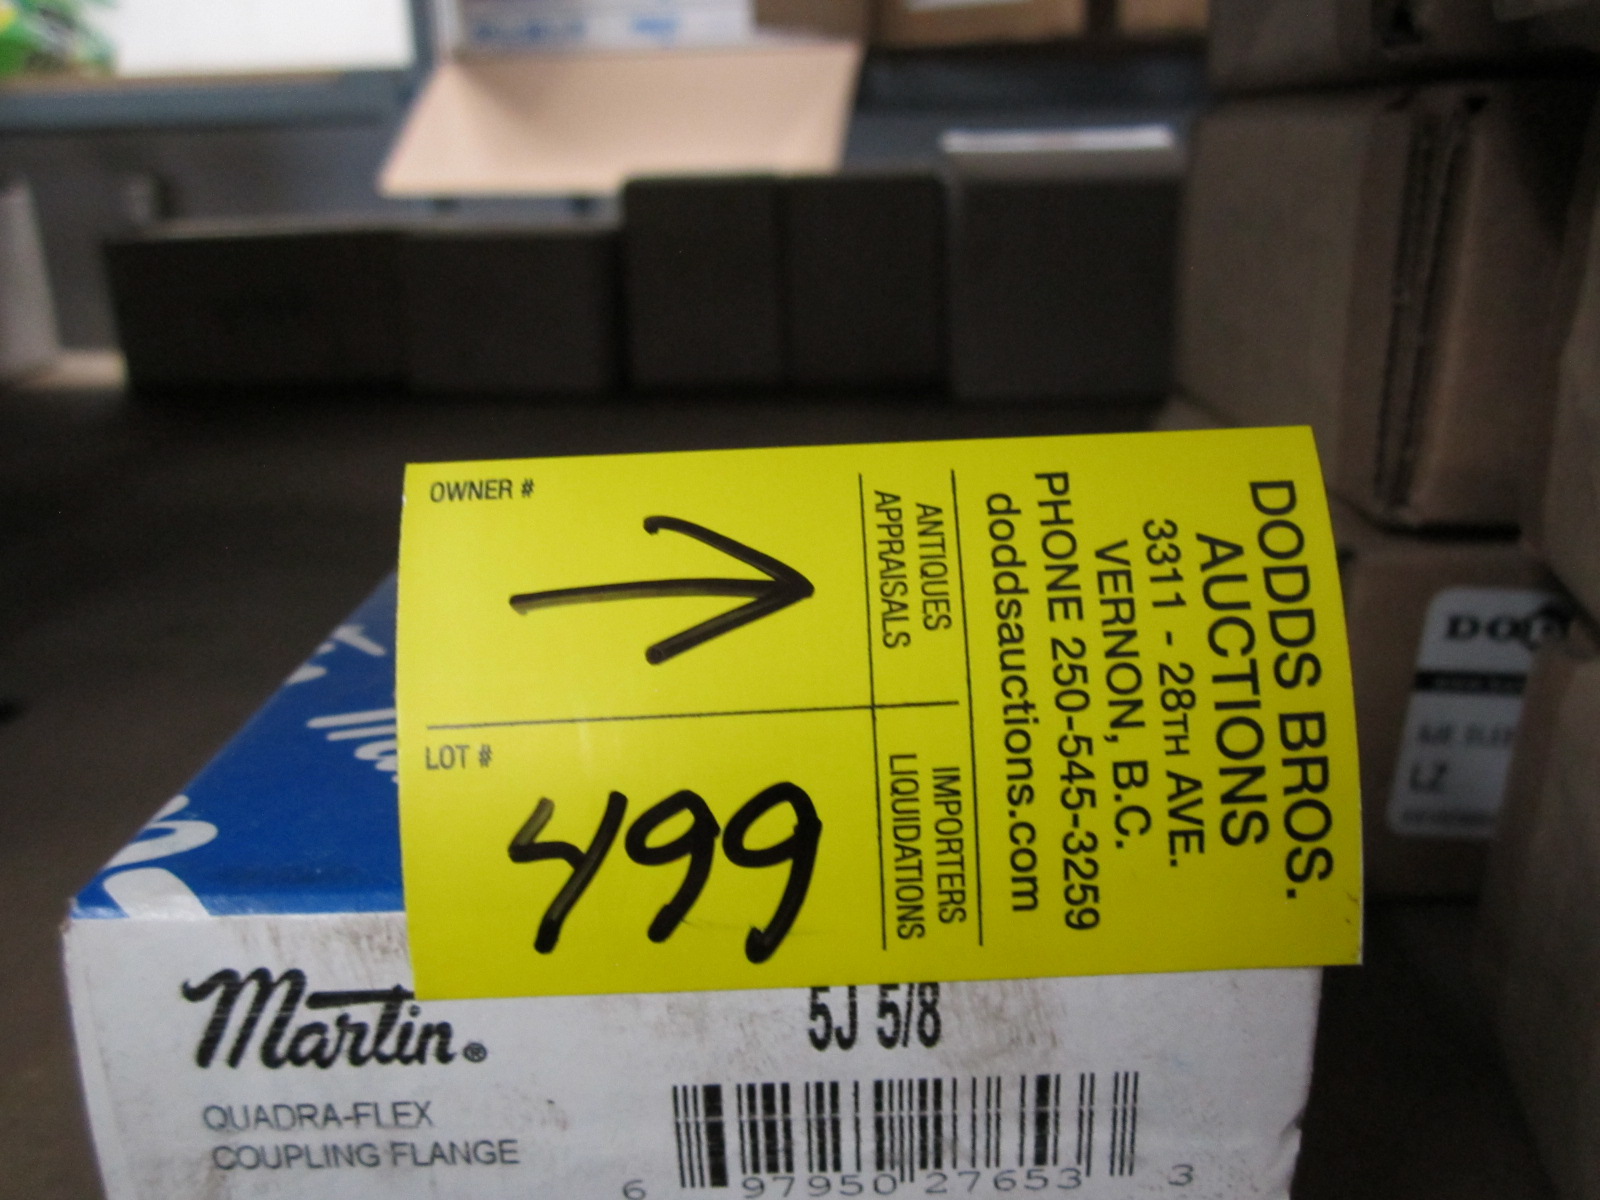 DODDS BROS.
AUCTIONS
3311 - 28TH AVE.
VERNON, B.C.
PHONE 250-545-3259
doddsauctions.com
ANTIQUES
APPRAISALS
IMPORTERS
LIQUIDATIONS
OWNER #
LOT #
499
Martin®
5J 5/8
QUADRA-FLEX
COUPLING FLANGE
6 97950 27653 3
LZ